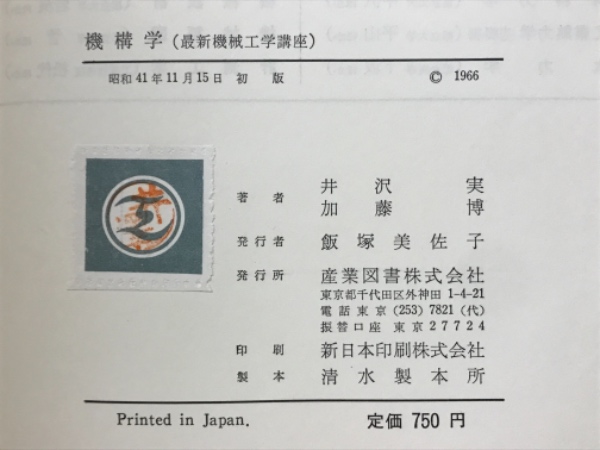 機構学（最新機械工学講座）
昭和41年11月15日 初版 © 1966
著者 井沢実
加藤博
発行者 飯塚美佐子
発行所 産業図書株式会社
東京都千代田区外神田 1-4-21
電話東京 (253) 7821 (代)
振替口座 東京 27724
印刷 新日本印刷株式会社
製本 清水製本所
Printed in Japan. 定価 750 円